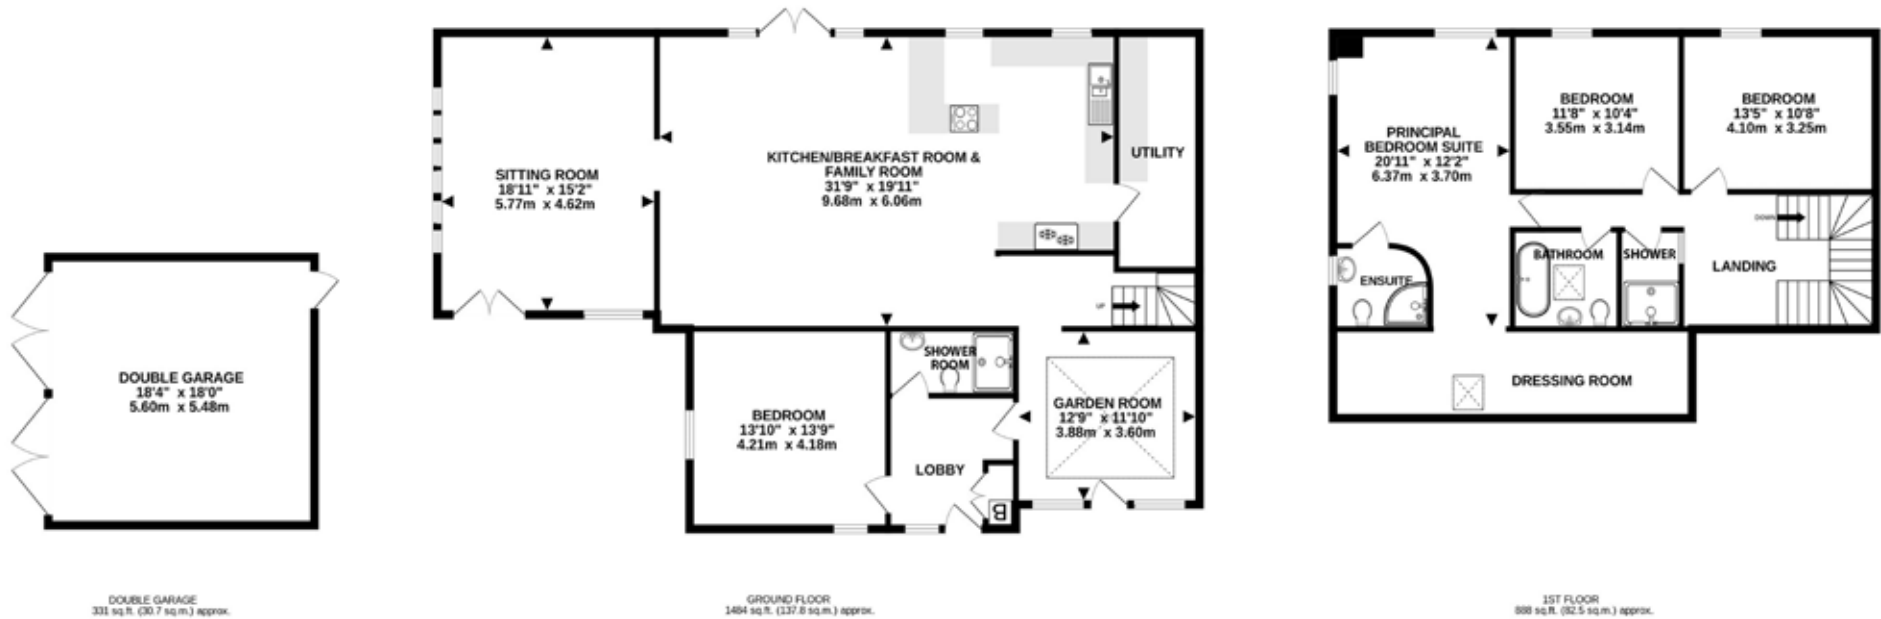 DOUBLE GARAGE
18'4" x 18'0"
5.60m x 5.48m
DOUBLE GARAGE
331 sq.ft. (30.7 sq.m.) approx.
SITTING ROOM
18'11" x 15'2"
5.77m x 4.62m
KITCHEN/BREAKFAST ROOM &
FAMILY ROOM
31'9" x 19'11"
9.68m x 6.06m
UTILITY
UP
BEDROOM
13'10" x 13'9"
4.21m x 4.18m
SHOWER
ROOM
LOBBY
B
GARDEN ROOM
12'9" x 11'10"
3.88m x 3.60m
GROUND FLOOR
1484 sq.ft. (137.8 sq.m.) approx.
PRINCIPAL
BEDROOM SUITE
20'11" x 12'2"
6.37m x 3.70m
BEDROOM
11'8" x 10'4"
3.55m x 3.14m
BEDROOM
13'5" x 10'8"
4.10m x 3.25m
DOWN
ENSUITE
BATHROOM
SHOWER
LANDING
DRESSING ROOM
1ST FLOOR
888 sq.ft. (82.5 sq.m.) approx.